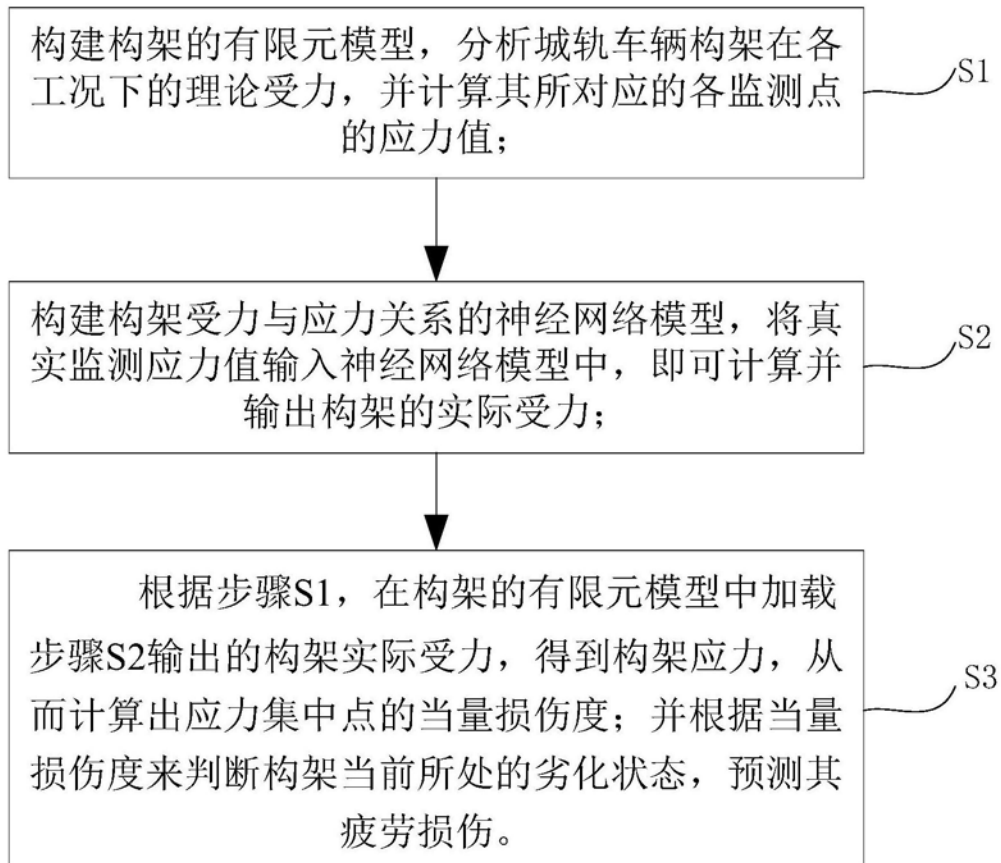 构建构架的有限元模型，分析城轨车辆构架在各
工况下的理论受力，并计算其所对应的各监测点
的应力值；
S1
构建构架受力与应力关系的神经网络模型，将真
实监测应力值输入神经网络模型中，即可计算并
输出构架的实际受力；
S2
根据步骤S1，在构架的有限元模型中加载
步骤S2输出的构架实际受力，得到构架应力，从
而计算出应力集中点的当量损伤度；并根据当量
损伤度来判断构架当前所处的劣化状态，预测其
疲劳损伤。
S3